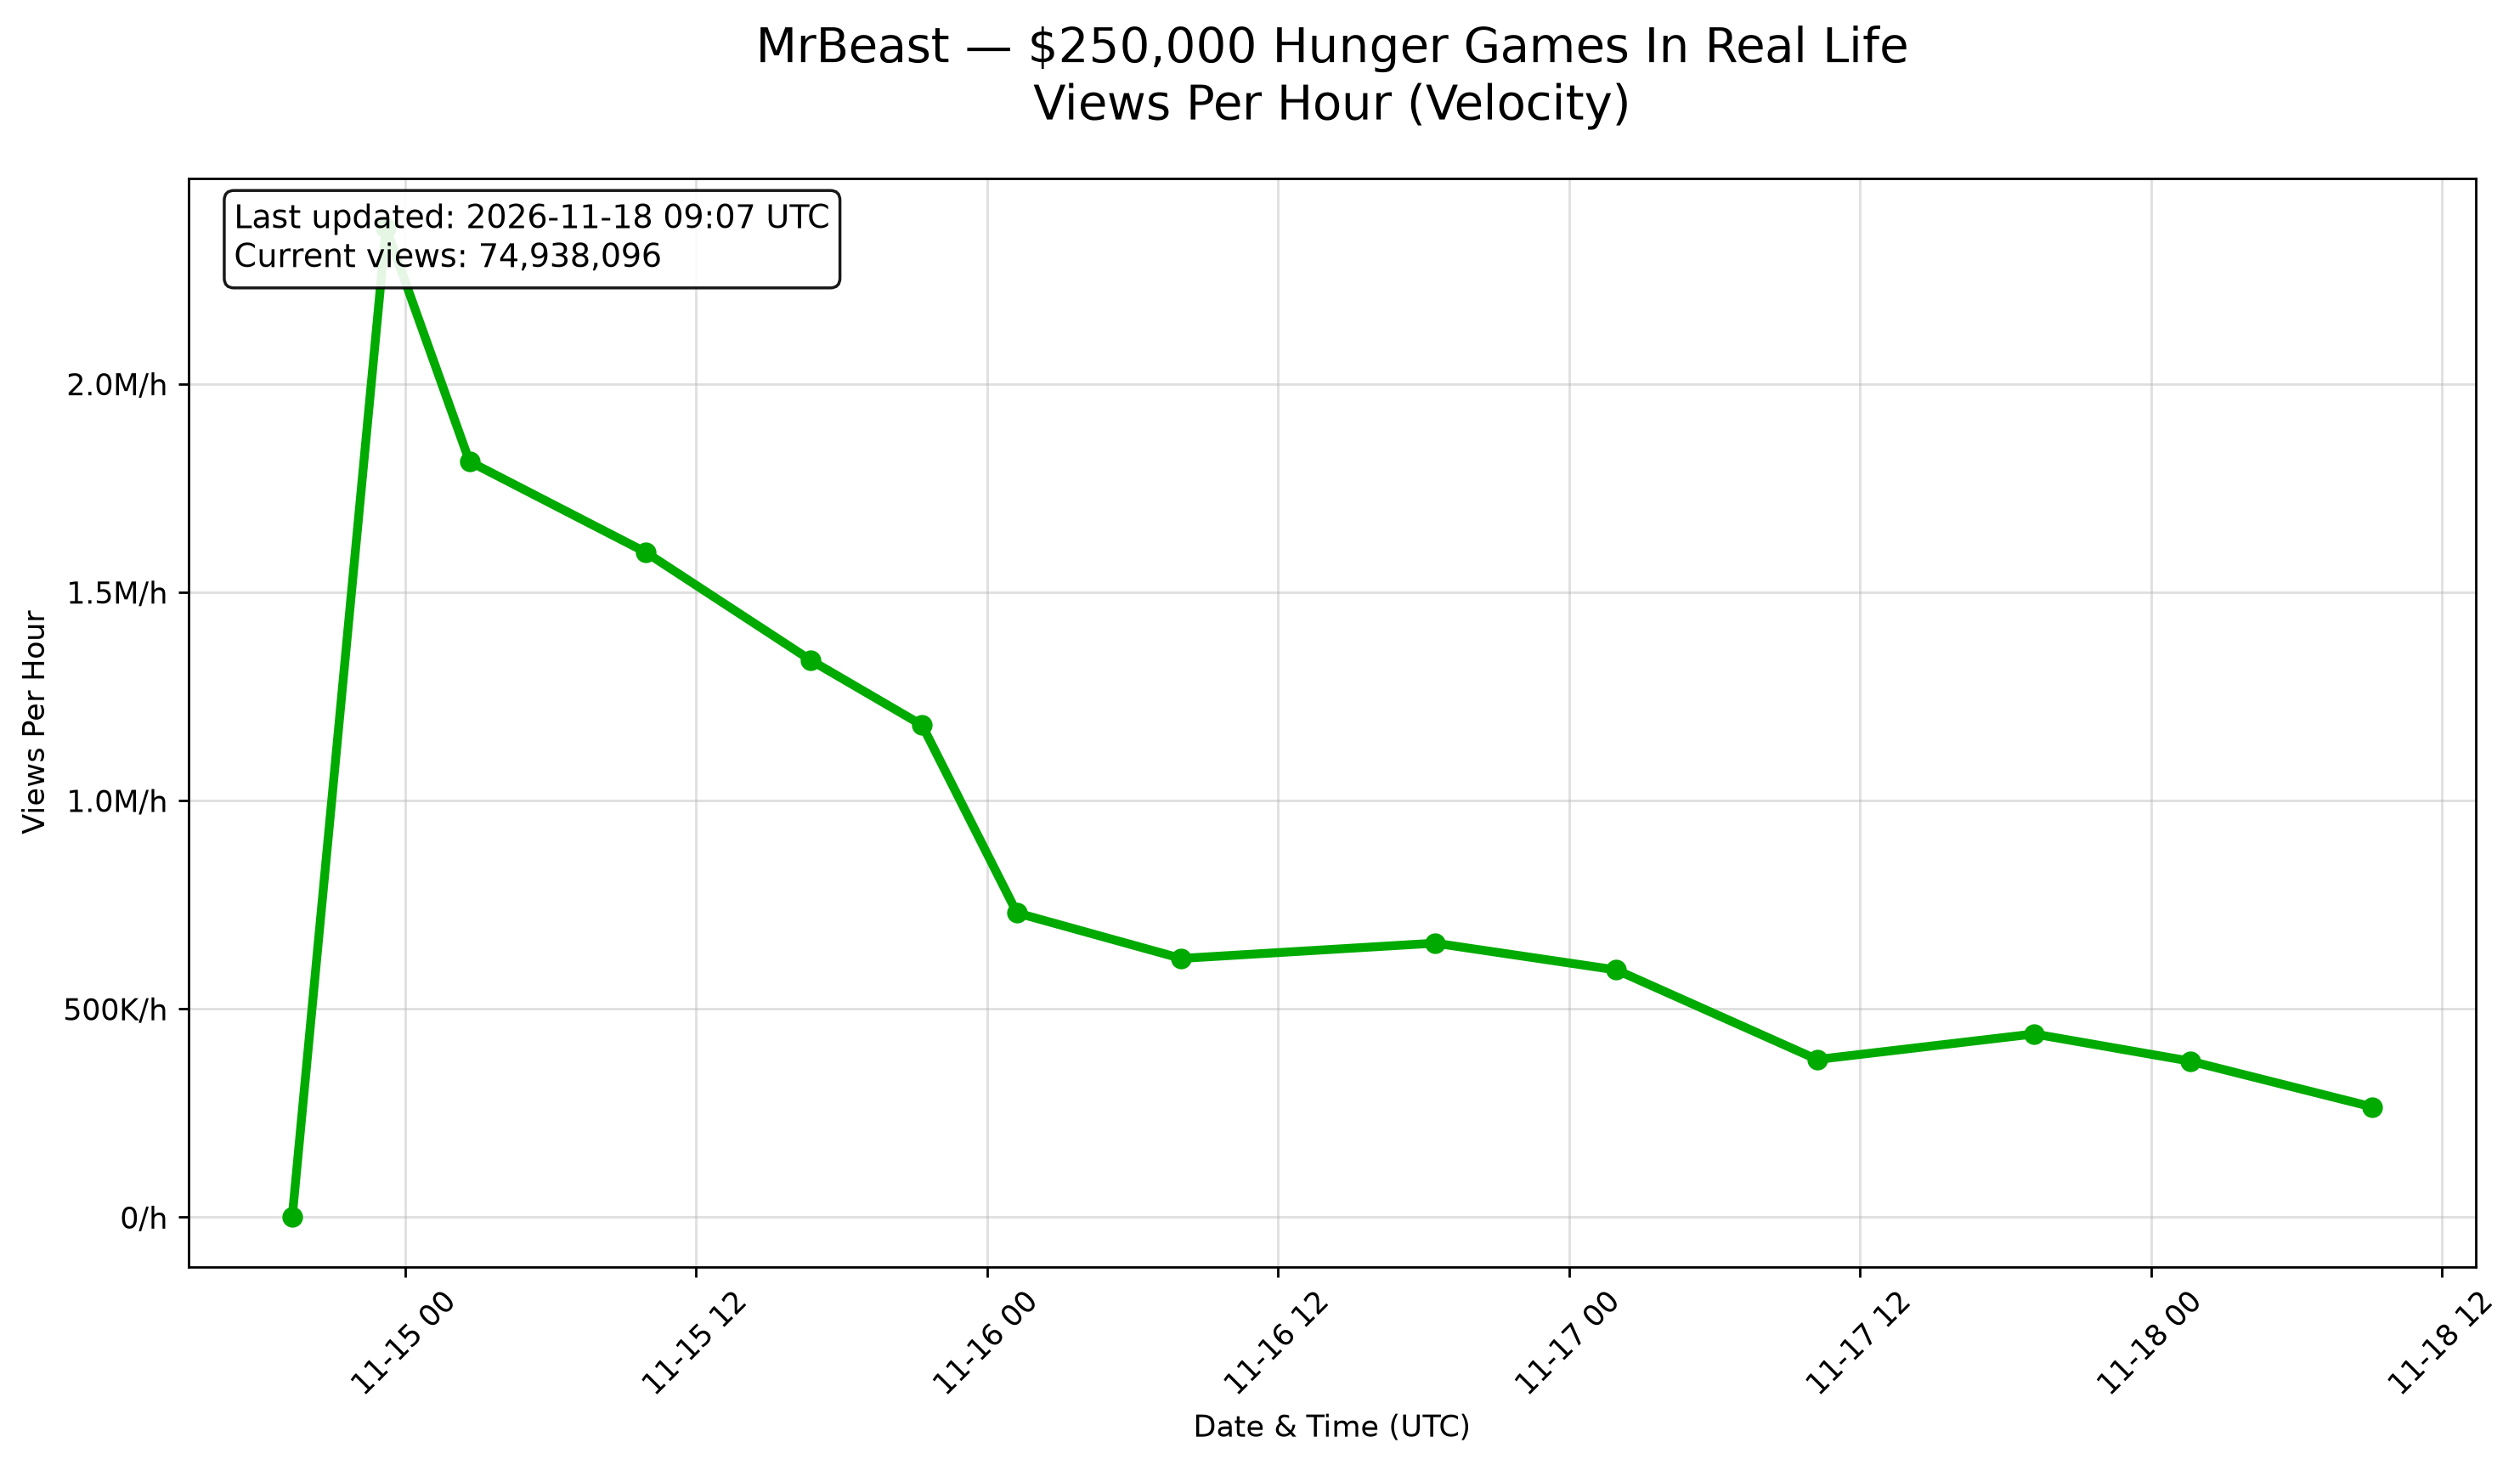 MrBeast — $250,000 Hunger Games In Real Life
Views Per Hour (Velocity)
Last updated: 2026-11-18 09:07 UTC
Current views: 74,938,096
2.0M/h
1.5M/h
1.0M/h
500K/h
0/h
Views Per Hour
11-15 00
11-15 12
11-16 00
11-16 12
11-17 00
11-17 12
11-18 00
11-18 12
Date & Time (UTC)